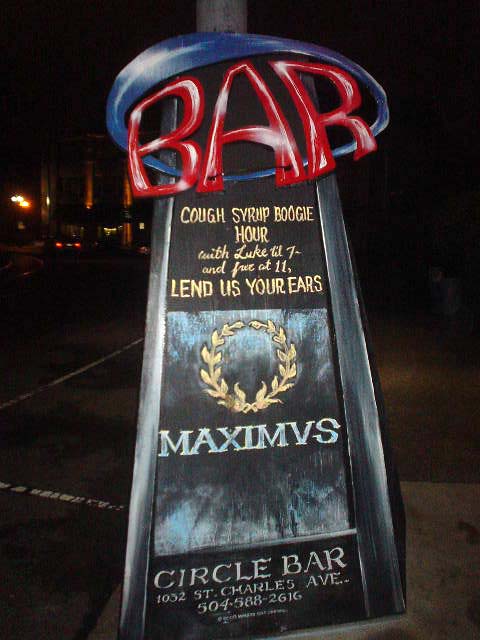 BAR
COUGH SYRUP BOOGIE
HOUR
with Luke til 7-
and free at 11,
LEND US YOUR EARS
MAXIMVS
CIRCLE BAR
1032 ST. CHARLES AVE.
504-588-2616